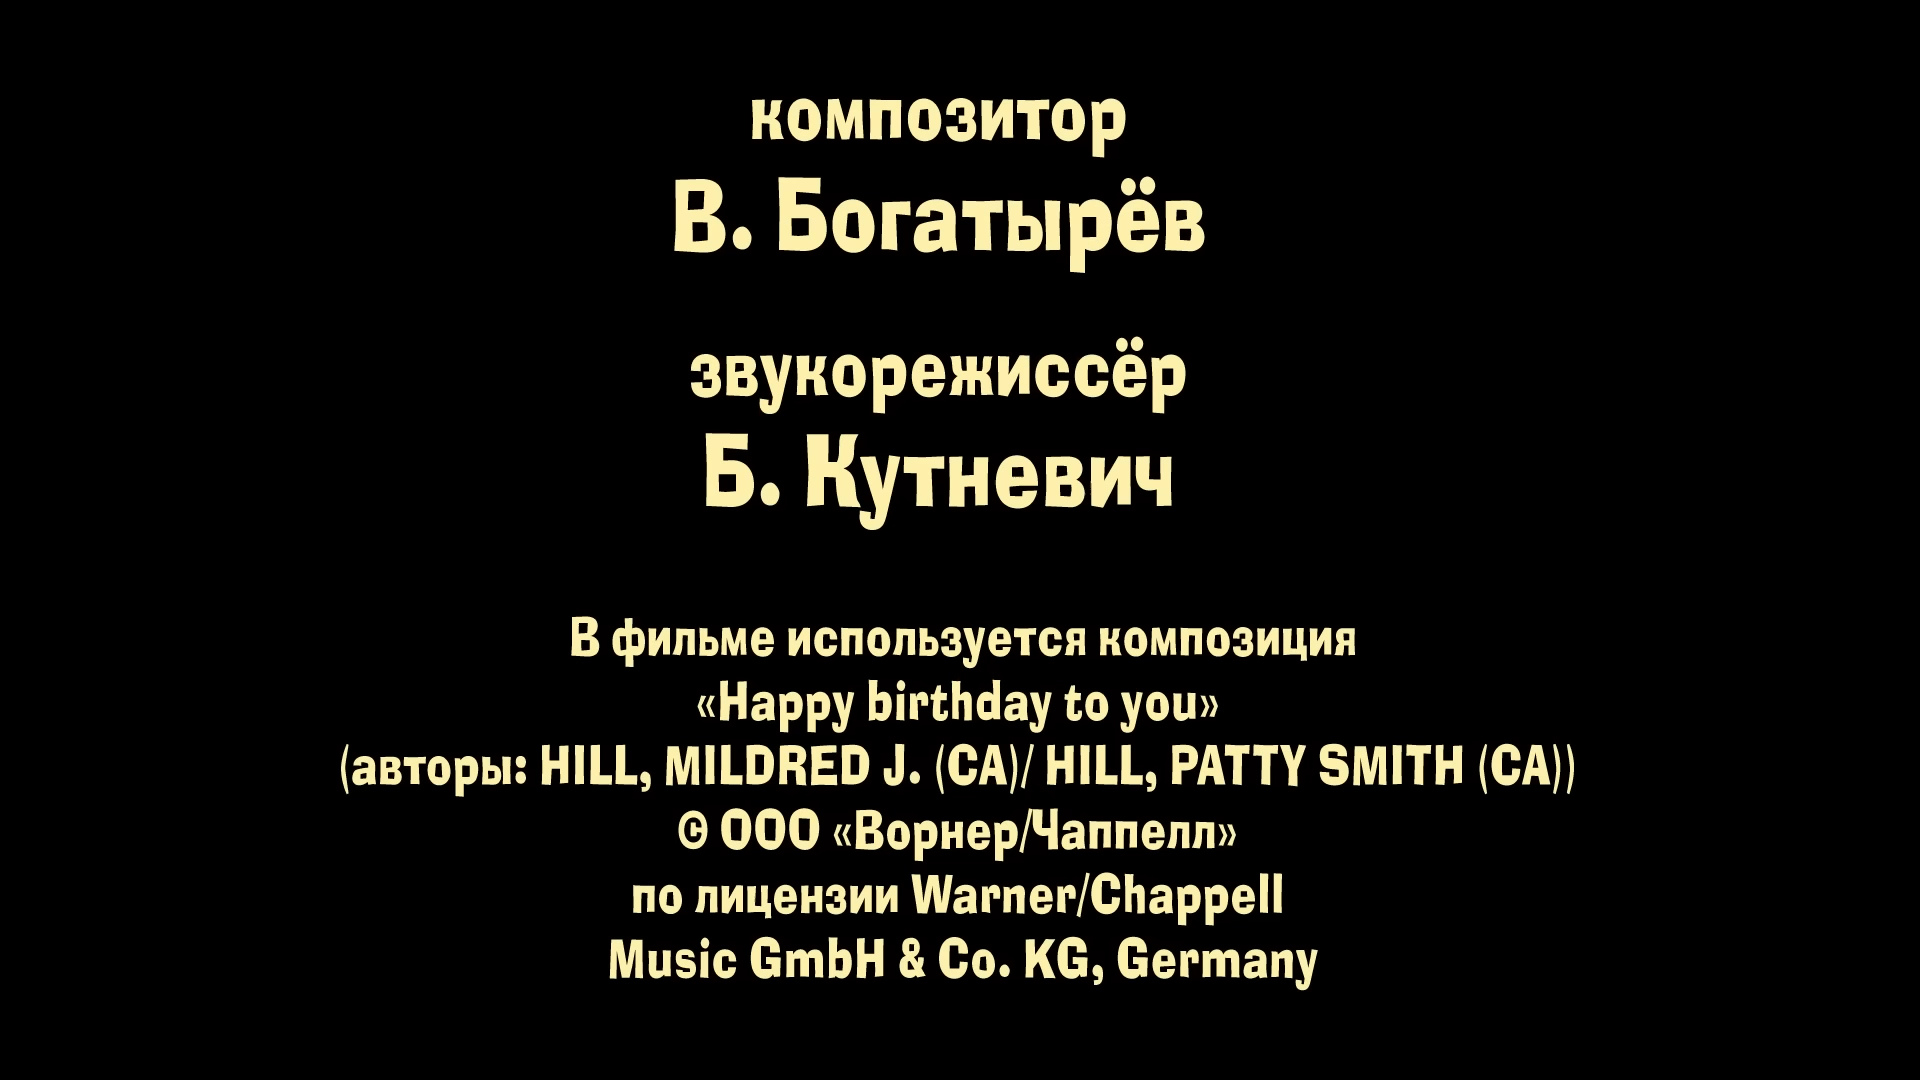 композитор
В. Богатырёв
звукорежиссёр
Б. Кутневич
В фильме используется композиция
«Happy birthday to you»
(авторы: HILL, MILDRED J. (CA)/ HILL, PATTY SMITH (CA))
© ООО «Ворнер/Чаппелл»
по лицензии Warner/Chappell
Music GmbH & Co. KG, Germany